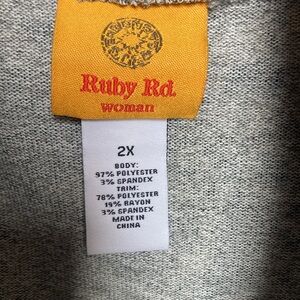 Ruby Rd.
woman
2X
BODY:
97% POLYESTER
3% SPANDEX
TRIM:
78% POLYESTER
19% RAYON
3% SPANDEX
MADE IN
CHINA